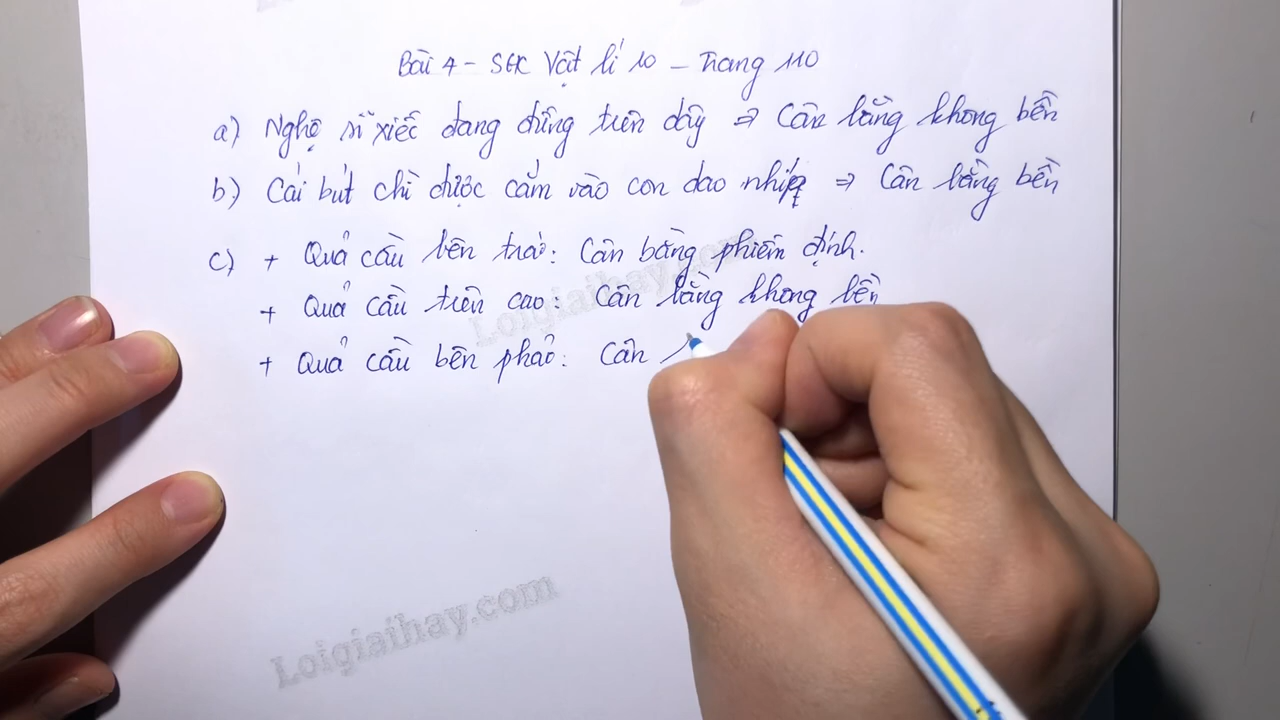 Bài 4 - SGK Vật lí 10 - Trang 110
a) Nghệ sĩ xiếc đang đứng trên dây => Cân bằng không bền
b) Cái bút chì được cắm vào con dao nhíp => Cân bằng bền
c) + Quả cầu bên trái: Cân bằng phiếm định.
+ Quả cầu trên cao: Cân bằng không bền
+ Quả cầu bên phải: Cân
Loigiaihay.com
Loigiaihay.com